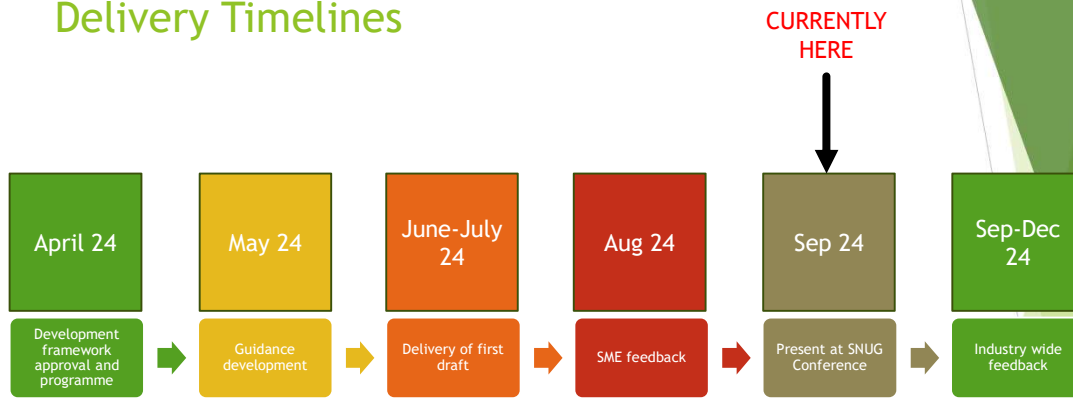 Delivery Timelines
CURRENTLY
HERE
April 24
May 24
June-July
24
Aug 24
Sep 24
Sep-Dec
24
Development
framework
approval and
programme
Guidance
development
Delivery of first
draft
SME feedback
Present at SNUG
Conference
Industry wide
feedback